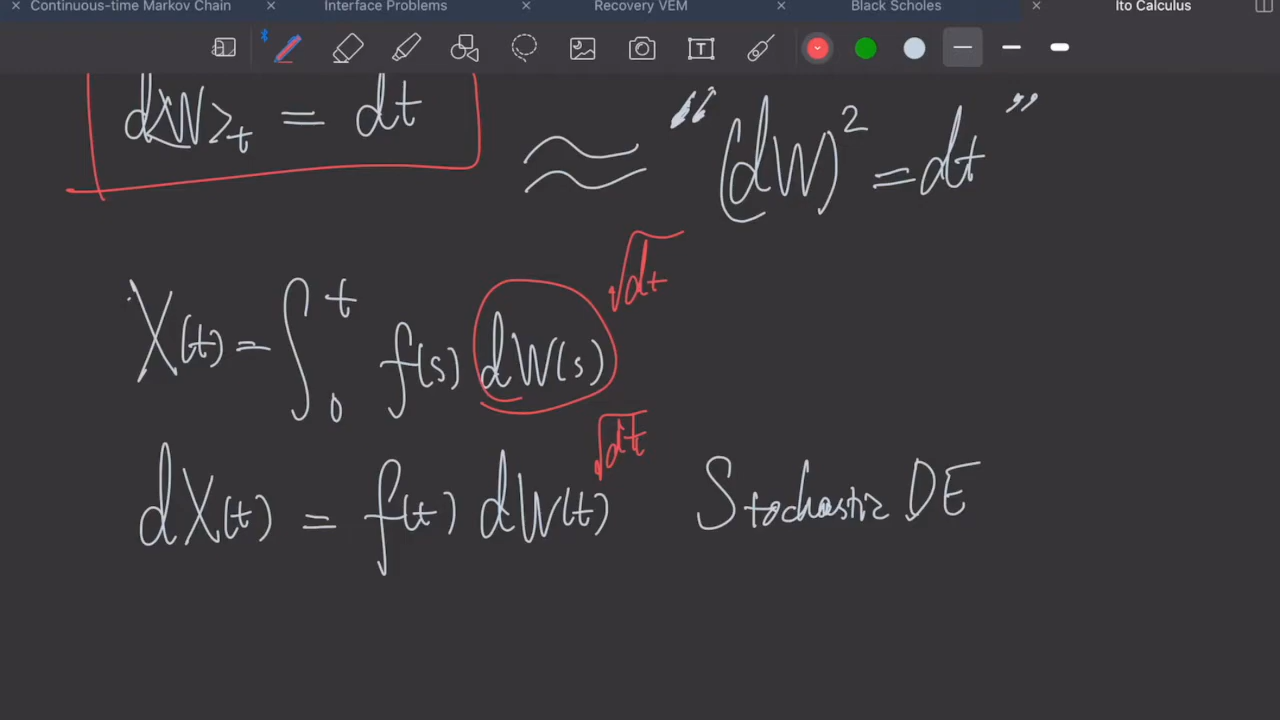 × Continuous-time Markov Chain × Interface Problems × Recovery VEM × Black Scholes × Ito Calculus
T
d<W>_t = dt ≈ “(dW)² = dt”
√dt
X(t) = ∫₀ᵗ f(s) dW(s)
√dt
dX(t) = f(t) dW(t) Stochastic DE